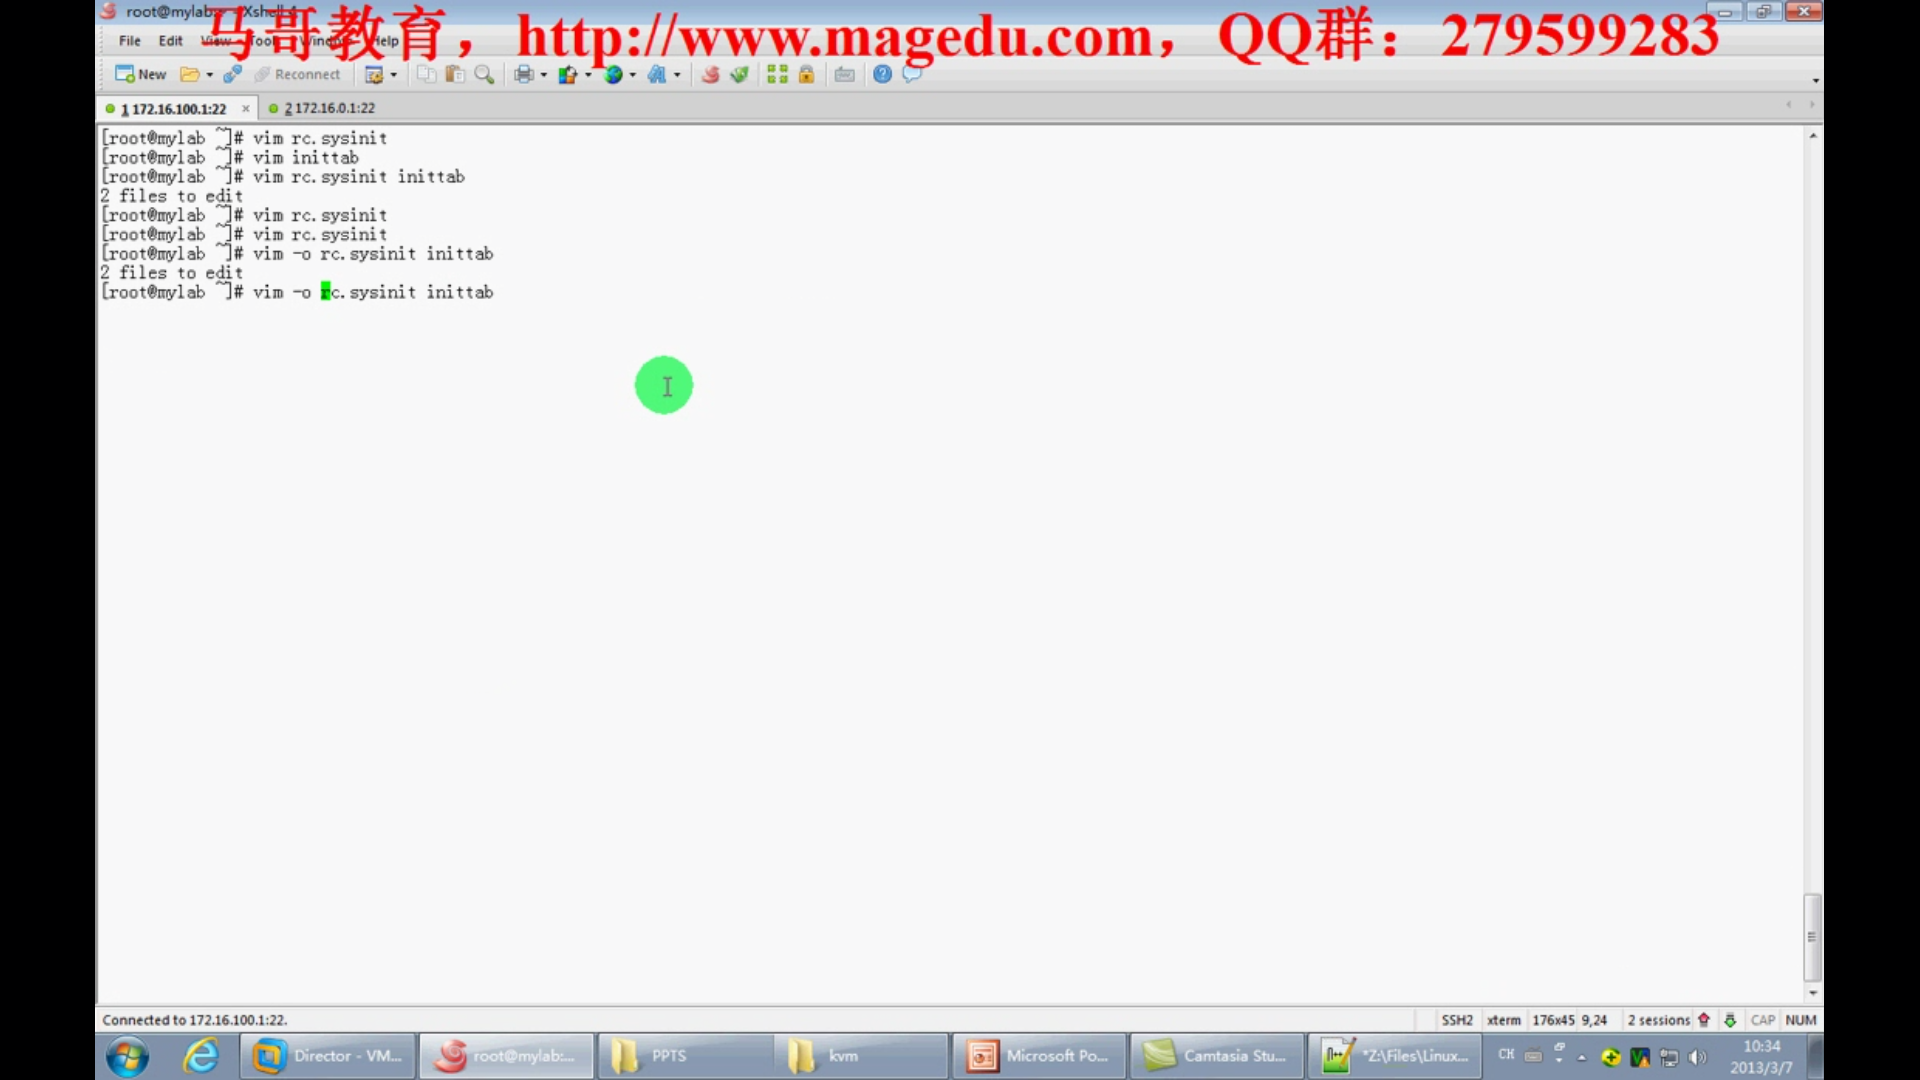 root@mylab:~ - Xshell 4
马哥教育，http://www.magedu.com，QQ群：279599283
File Edit View Tools Window Help
New Reconnect
1 172.16.100.1:22 2 172.16.0.1:22
[root@mylab ~]# vim rc.sysinit
[root@mylab ~]# vim inittab
[root@mylab ~]# vim rc.sysinit inittab
2 files to edit
[root@mylab ~]# vim rc.sysinit
[root@mylab ~]# vim rc.sysinit
[root@mylab ~]# vim -o rc.sysinit inittab
2 files to edit
[root@mylab ~]# vim -o rc.sysinit inittab
Connected to 172.16.100.1:22.
SSH2 xterm 176x45 9,24 2 sessions CAP NUM
Director - VM... root@mylab:... PPTS kvm Microsoft Po... Camtasia Stu... *Z:\Files\Linux... CH 10:34
2013/3/7